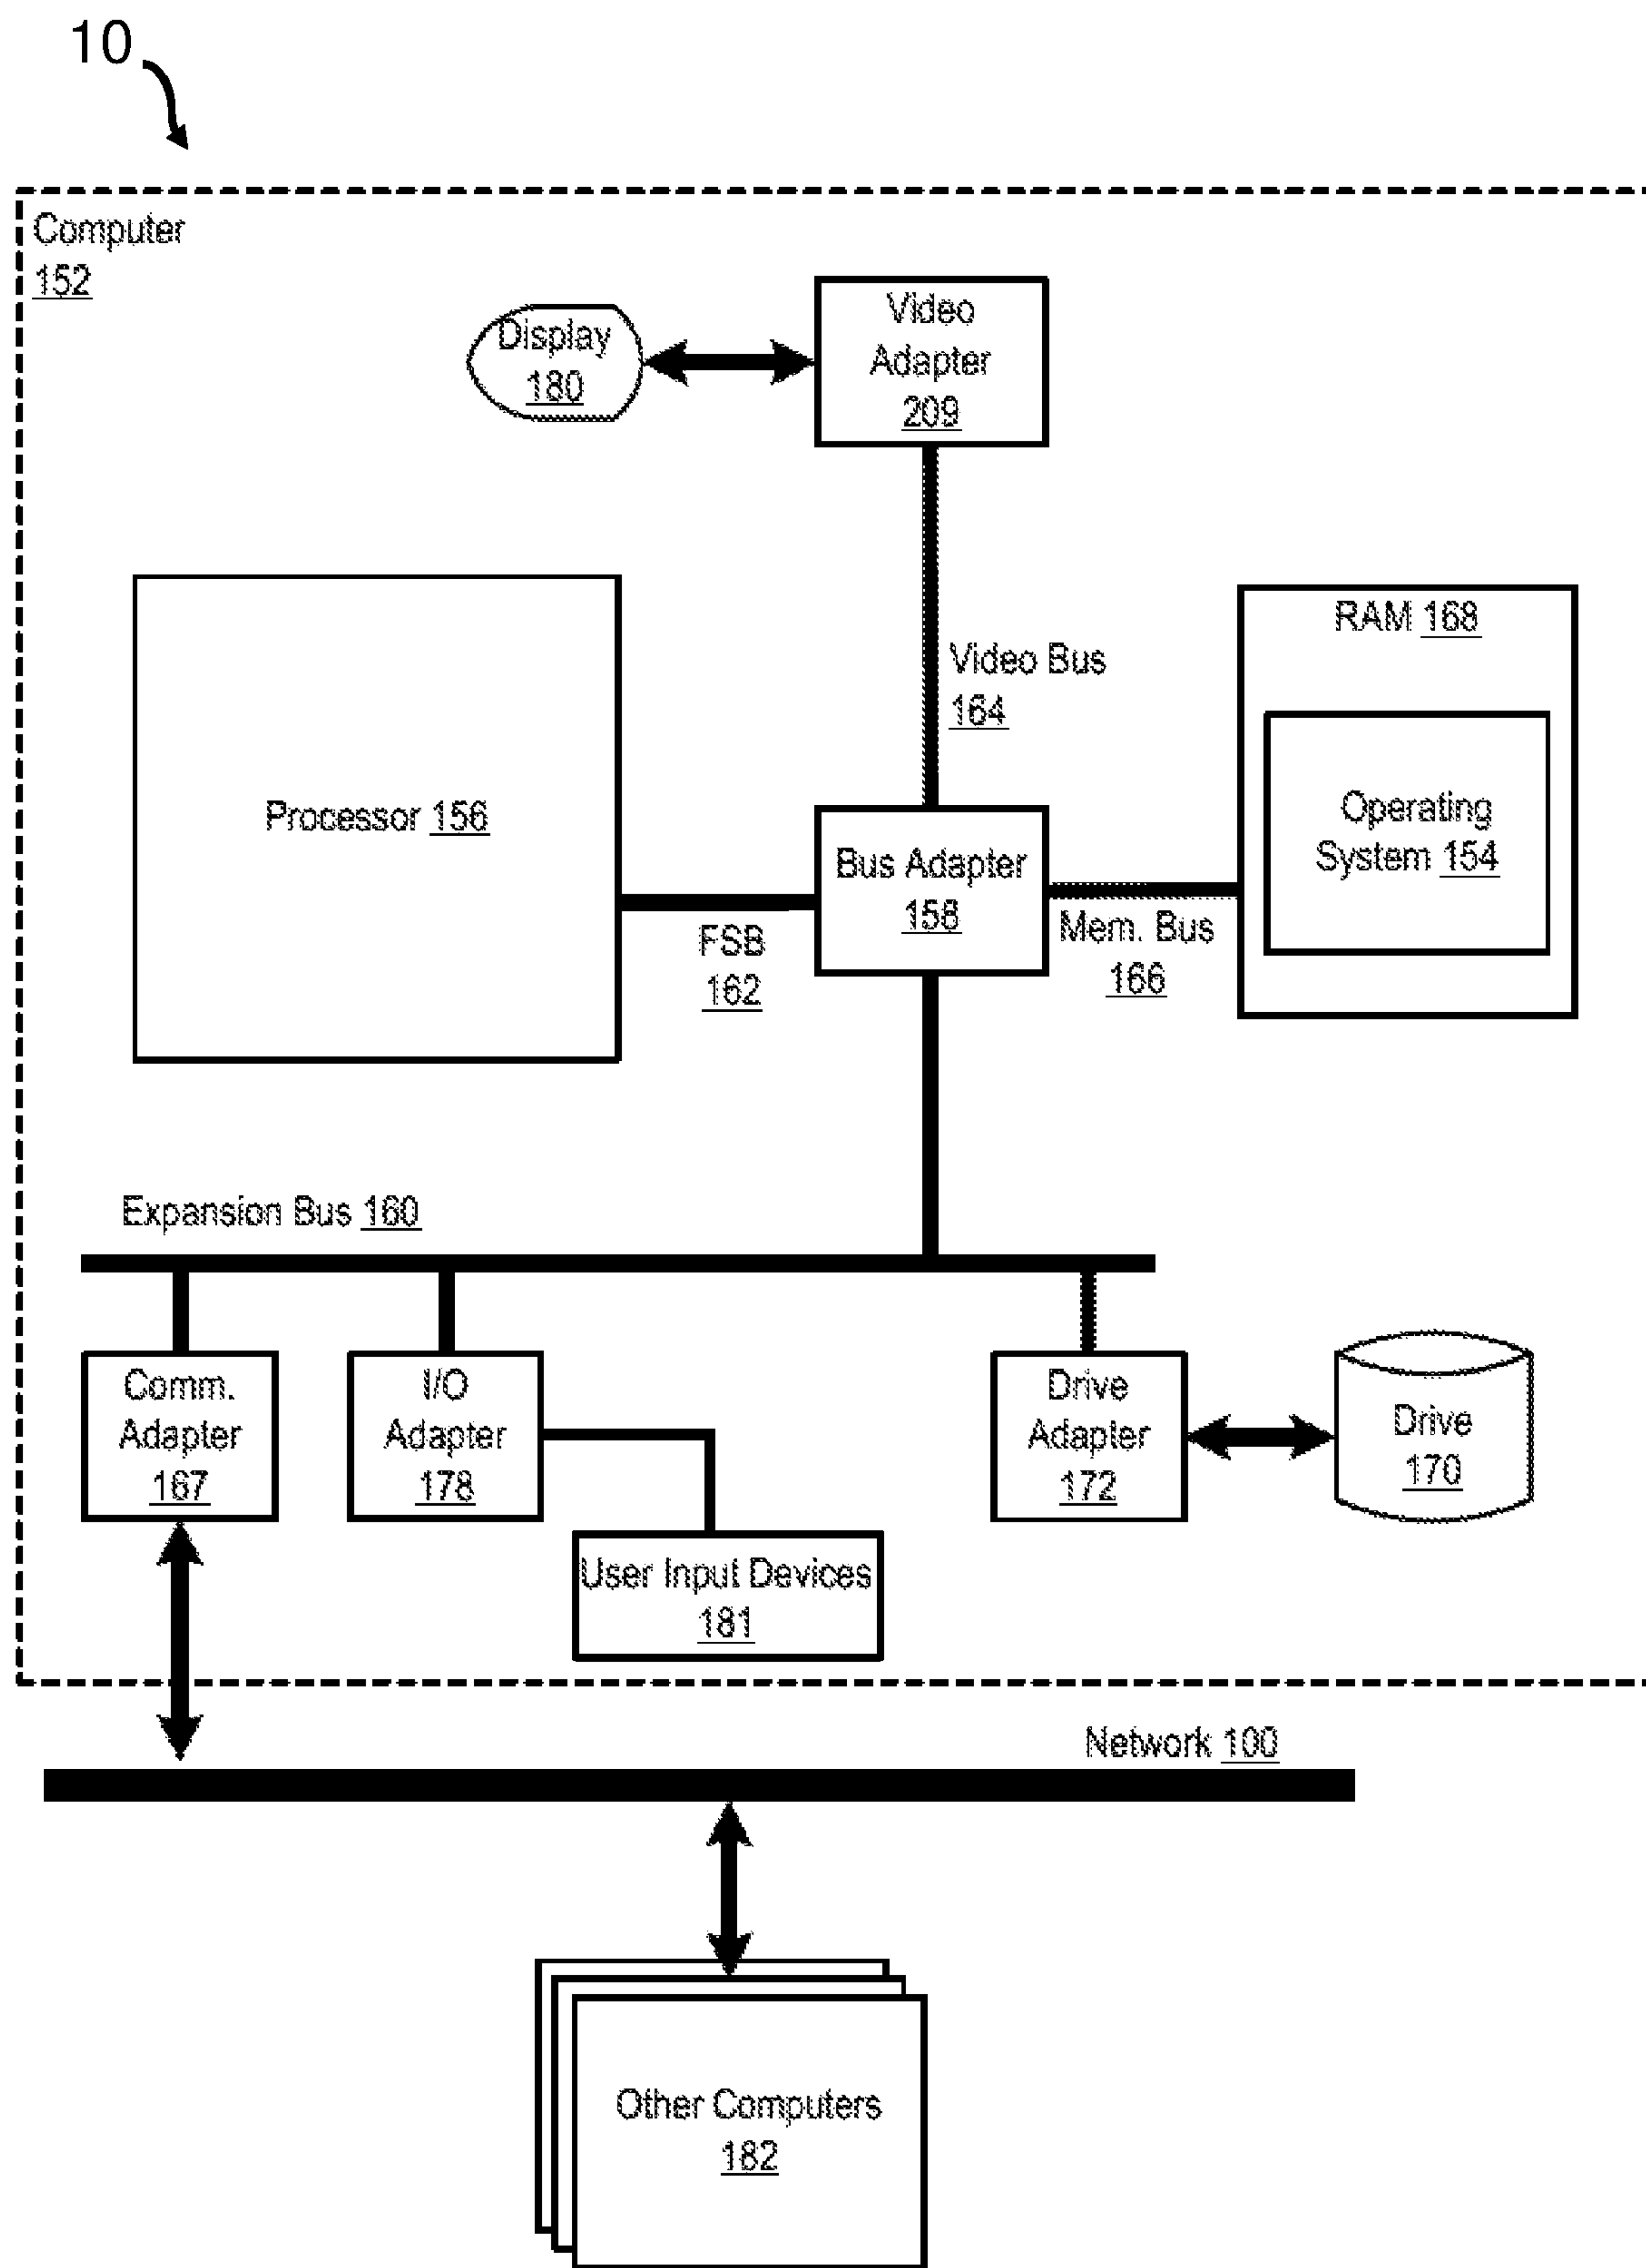 10
Computer
152
Display
180
Video
Adapter
209
Video Bus
164
RAM 168
Operating
System 154
Processor 156
Bus Adapter
158
FSB
162
Mem. Bus
166
Expansion Bus 160
Comm.
Adapter
167
I/O
Adapter
178
Drive
Adapter
172
Drive
170
User Input Devices
181
Network 100
Other Computers
182